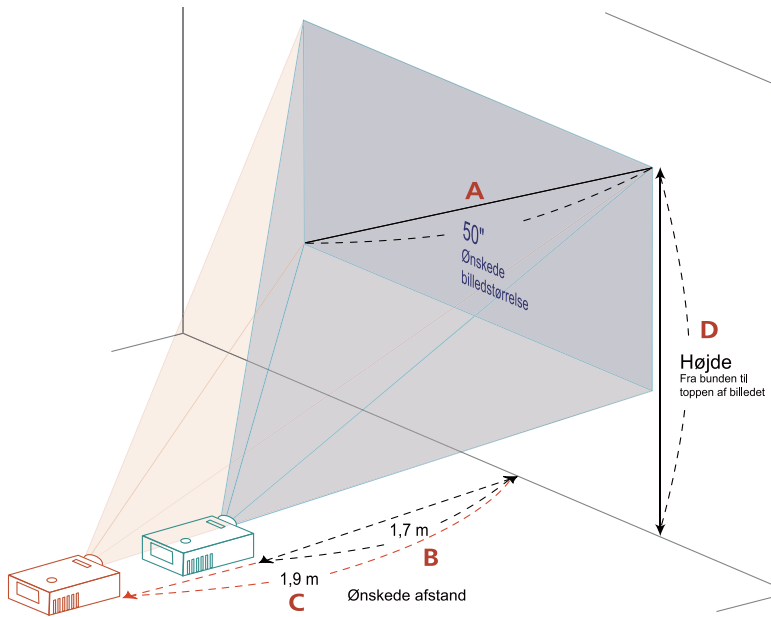 A
50"
Ønskede
billedstørrelse
D
Højde
Fra bunden til
toppen af billedet
1,7 m
B
1,9 m
C
Ønskede afstand